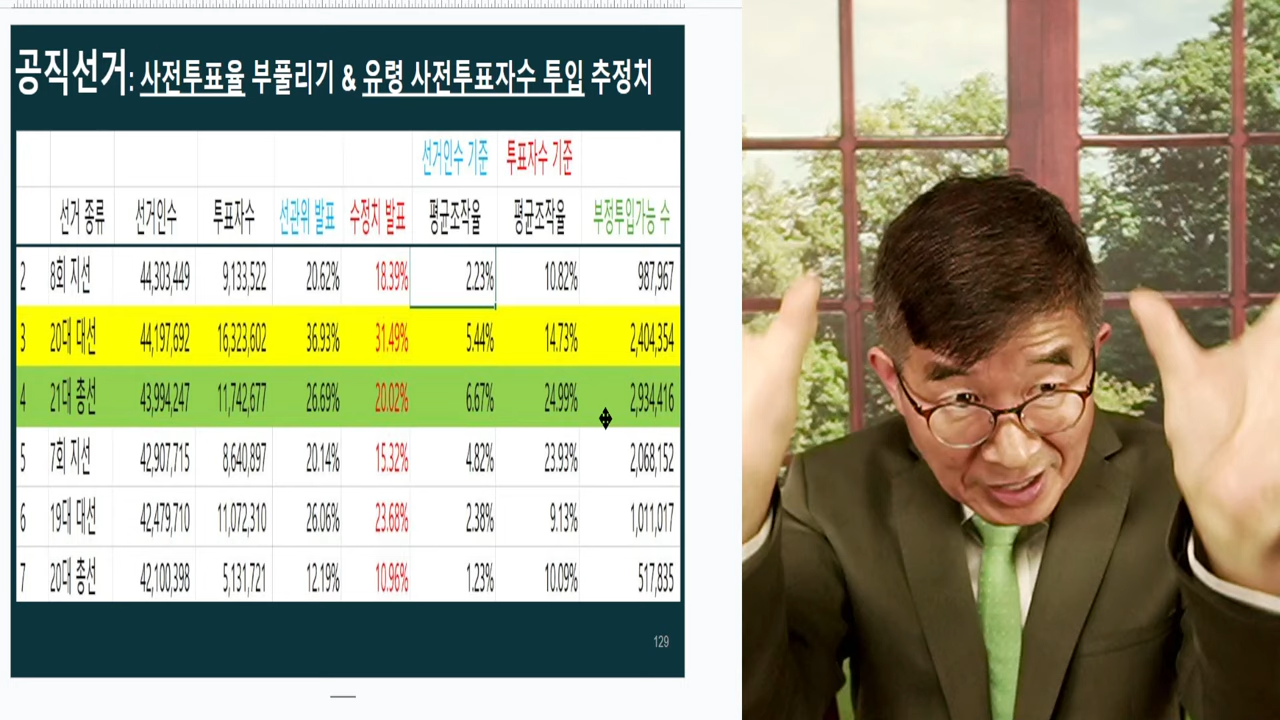 공직선거: 사전투표율 부풀리기 & 유령 사전투표자수 투입 추정치
선거인수 기준 투표자수 기준
선거 종류 선거인수 투표자수 선관위 발표 수정치 발표 평균조작율 평균조작율 부정투입가능 수
2 8회 지선 44,303,449 9,133,522 20.62% 18.39% 2.23% 10.82% 987,967
3 20대 대선 44,197,692 16,323,602 36.93% 31.49% 5.44% 14.73% 2,404,354
4 21대 총선 43,994,247 11,742,677 26.69% 20.02% 6.67% 24.99% 2,934,416
5 7회 지선 42,907,715 8,640,897 20.14% 15.32% 4.82% 23.93% 2,068,152
6 19대 대선 42,479,710 11,072,310 26.06% 23.68% 2.38% 9.13% 1,011,017
7 20대 총선 42,100,398 5,131,721 12.19% 10.96% 1.23% 10.09% 517,835
129